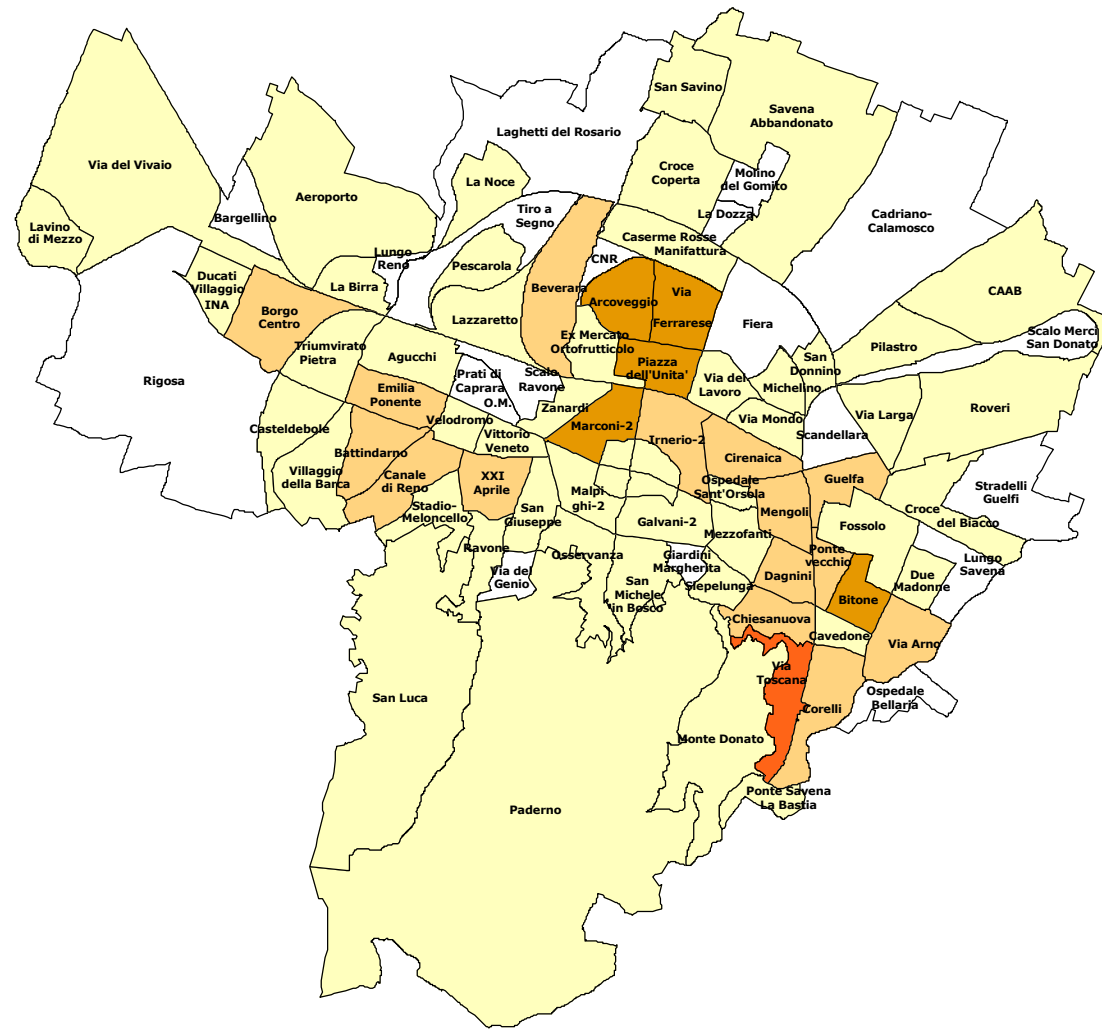 San Savino
Savena
Abbandonato
Laghetti del Rosario
Via del Vivaio
Croce
Coperta
Molino
del Gomito
La Noce
Aeroporto
Bargellino
Tiro a
Segno
La Dozza
Cadriano-
Calamosco
Lavino
di Mezzo
Caserme Rosse
Manifattura
Lungo
Reno
CNR
Pescarola
Ducati
Villaggio
INA
La Birra
Beverara
Arcoveggio
Via
Ferrarese
CAAB
Borgo
Centro
Lazzaretto
Fiera
Scalo Merci
San Donato
Ex Mercato
Ortofrutticolo
Triumvirato
Pietra
Agucchi
Pilastro
San
Donnino
Piazza
dell'Unita'
Rigosa
Prati di
Caprara
O.M.
Scalo
Ravone
Via del
Lavoro
Michelino
Emilia
Ponente
Zanardi
Via Larga
Roveri
Velodromo
Via Mondo
Casteldebole
Marconi-2
Scandellara
Vittorio
Veneto
Irnerio-2
Battindarno
Cirenaica
Villaggio
della Barca
Canale
di Reno
XXI
Aprile
Ospedale
Sant'Orsola
Guelfa
Stradelli
Guelfi
Malpi
ghi-2
Stadio-
Meloncello
San
Giuseppe
Mengoli
Croce
del Biacco
Galvani-2
Fossolo
Mezzofanti
Ravone
Osservanza
Giardini
Margherita
Ponte
vecchio
Lungo
Savena
Via del
Genio
Dagnini
Due
Madonne
San
Michele
in Bosco
Siepelunga
Bitone
Chiesanuova
Cavedone
Via Arno
Via
Toscana
San Luca
Ospedale
Bellaria
Corelli
Monte Donato
Ponte Savena
La Bastia
Paderno